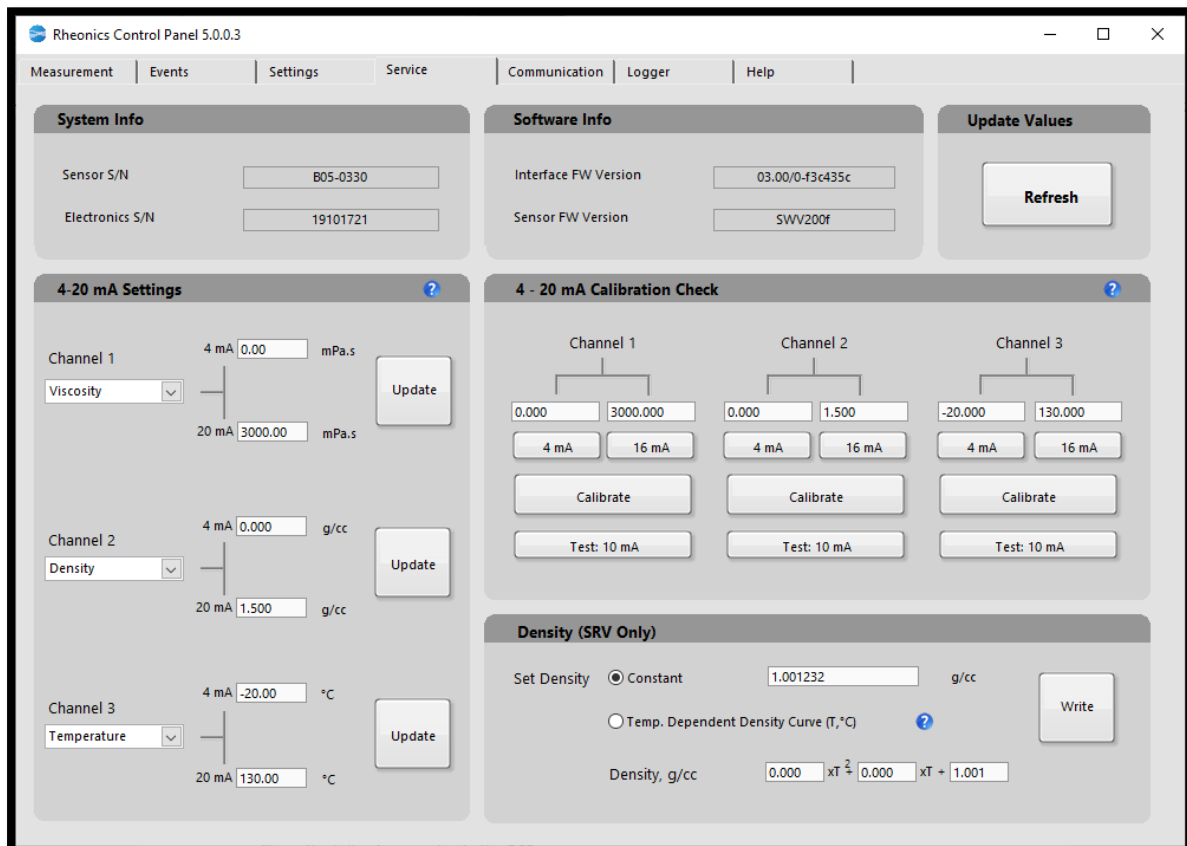 Rheonics Control Panel 5.0.0.3
Measurement Events Settings Service Communication Logger Help
System Info
Sensor S/N B05-0330
Electronics S/N 19101721
Software Info
Interface FW Version 03.00/0-f3c435c
Sensor FW Version SWV200f
Update Values
Refresh
4-20 mA Settings ?
Channel 1
Viscosity
4 mA 0.00 mPa.s
20 mA 3000.00 mPa.s
Update
Channel 2
Density
4 mA 0.000 g/cc
20 mA 1.500 g/cc
Update
Channel 3
Temperature
4 mA -20.00 °C
20 mA 130.00 °C
Update
4 - 20 mA Calibration Check ?
Channel 1 Channel 2 Channel 3
0.000 3000.000 0.000 1.500 -20.000 130.000
4 mA 16 mA 4 mA 16 mA 4 mA 16 mA
Calibrate Calibrate Calibrate
Test: 10 mA Test: 10 mA Test: 10 mA
Density (SRV Only)
Set Density Constant 1.001232 g/cc
Temp. Dependent Density Curve (T,°C) ?
Write
Density, g/cc 0.000 xT 2 + 0.000 xT + 1.001